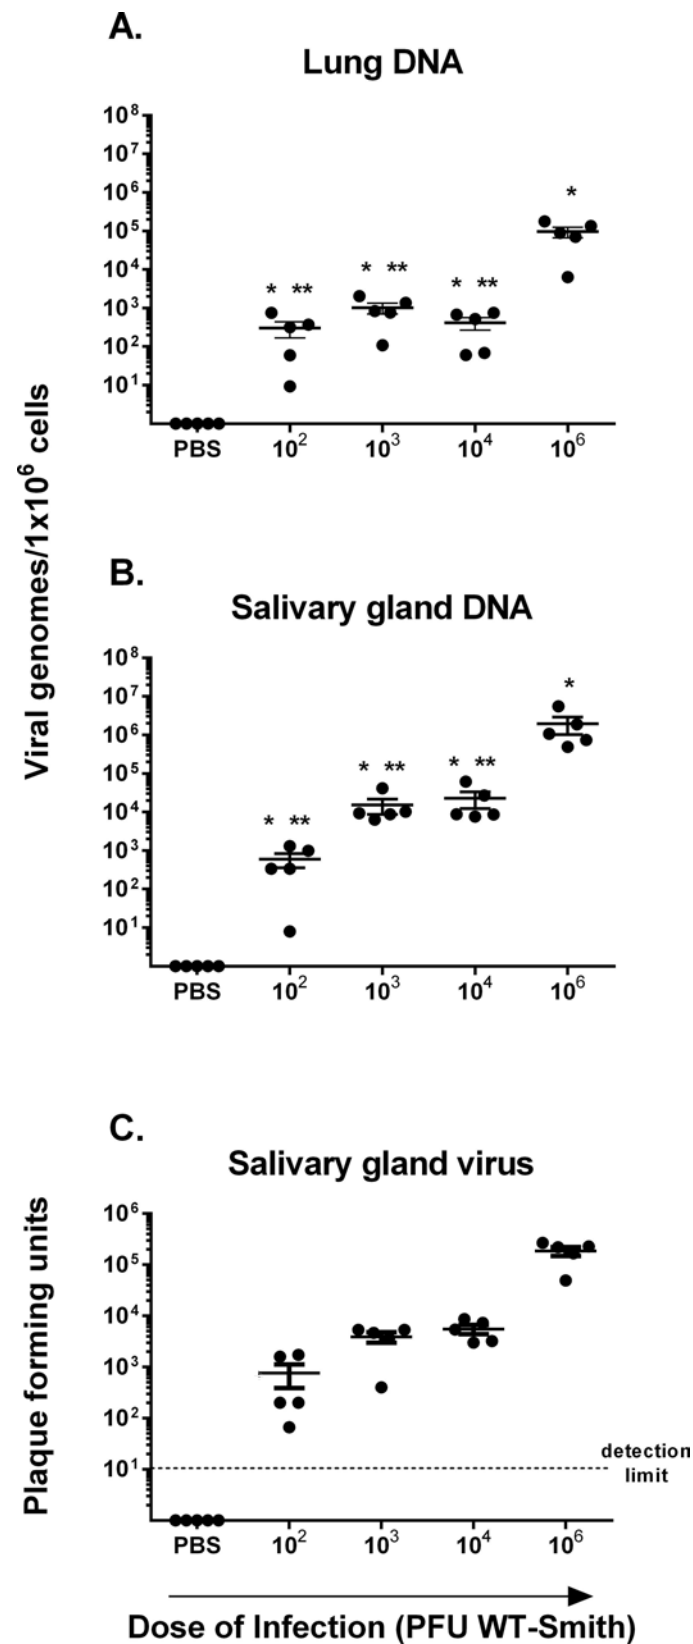 A.
Lung DNA
10⁸
10⁷
10⁶
10⁵
10⁴
10³
10²
10¹
*
* **
* **
* **
PBS 10² 10³ 10⁴ 10⁶
Viral genomes/1x10⁶ cells
B.
Salivary gland DNA
10⁸
10⁷
10⁶
10⁵
10⁴
10³
10²
10¹
*
* **
* **
* **
PBS 10² 10³ 10⁴ 10⁶
C.
Salivary gland virus
Plaque forming units
10⁶
10⁵
10⁴
10³
10²
10¹
detection
limit
PBS 10² 10³ 10⁴ 10⁶
Dose of Infection (PFU WT-Smith)